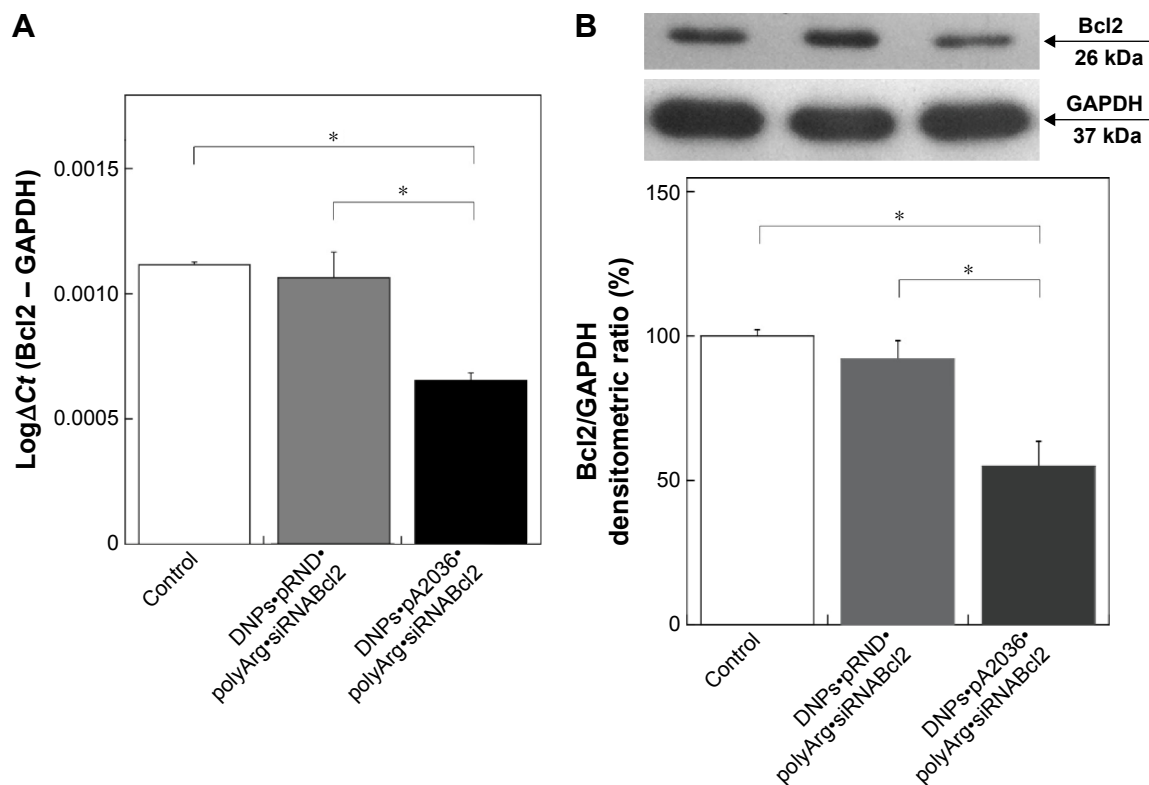 A
LogΔCt (Bcl2 – GAPDH)
0.0015
0.0010
0.0005
0
*
*
Control
DNPs•pRND•
polyArg•siRNABcl2
DNPs•pA2036•
polyArg•siRNABcl2
B
Bcl2
26 kDa
GAPDH
37 kDa
Bcl2/GAPDH
densitometric ratio (%)
150
100
50
0
*
*
Control
DNPs•pRND•
polyArg•siRNABcl2
DNPs•pA2036•
polyArg•siRNABcl2